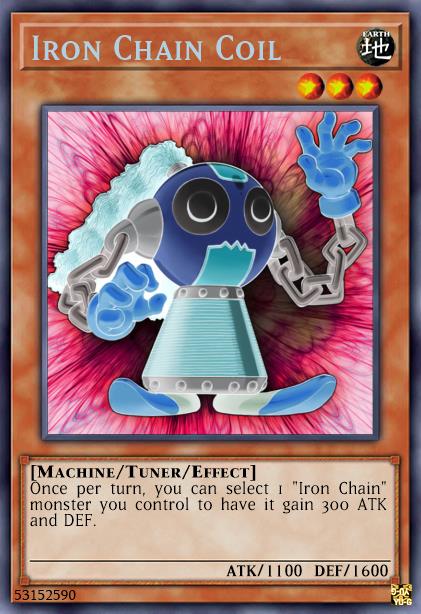 IRON CHAIN COIL
EARTH
地
[MACHINE/TUNER/EFFECT]
Once per turn, you can select 1 "Iron Chain"
monster you control to have it gain 300 ATK
and DEF.
ATK/1100 DEF/1600
53152590